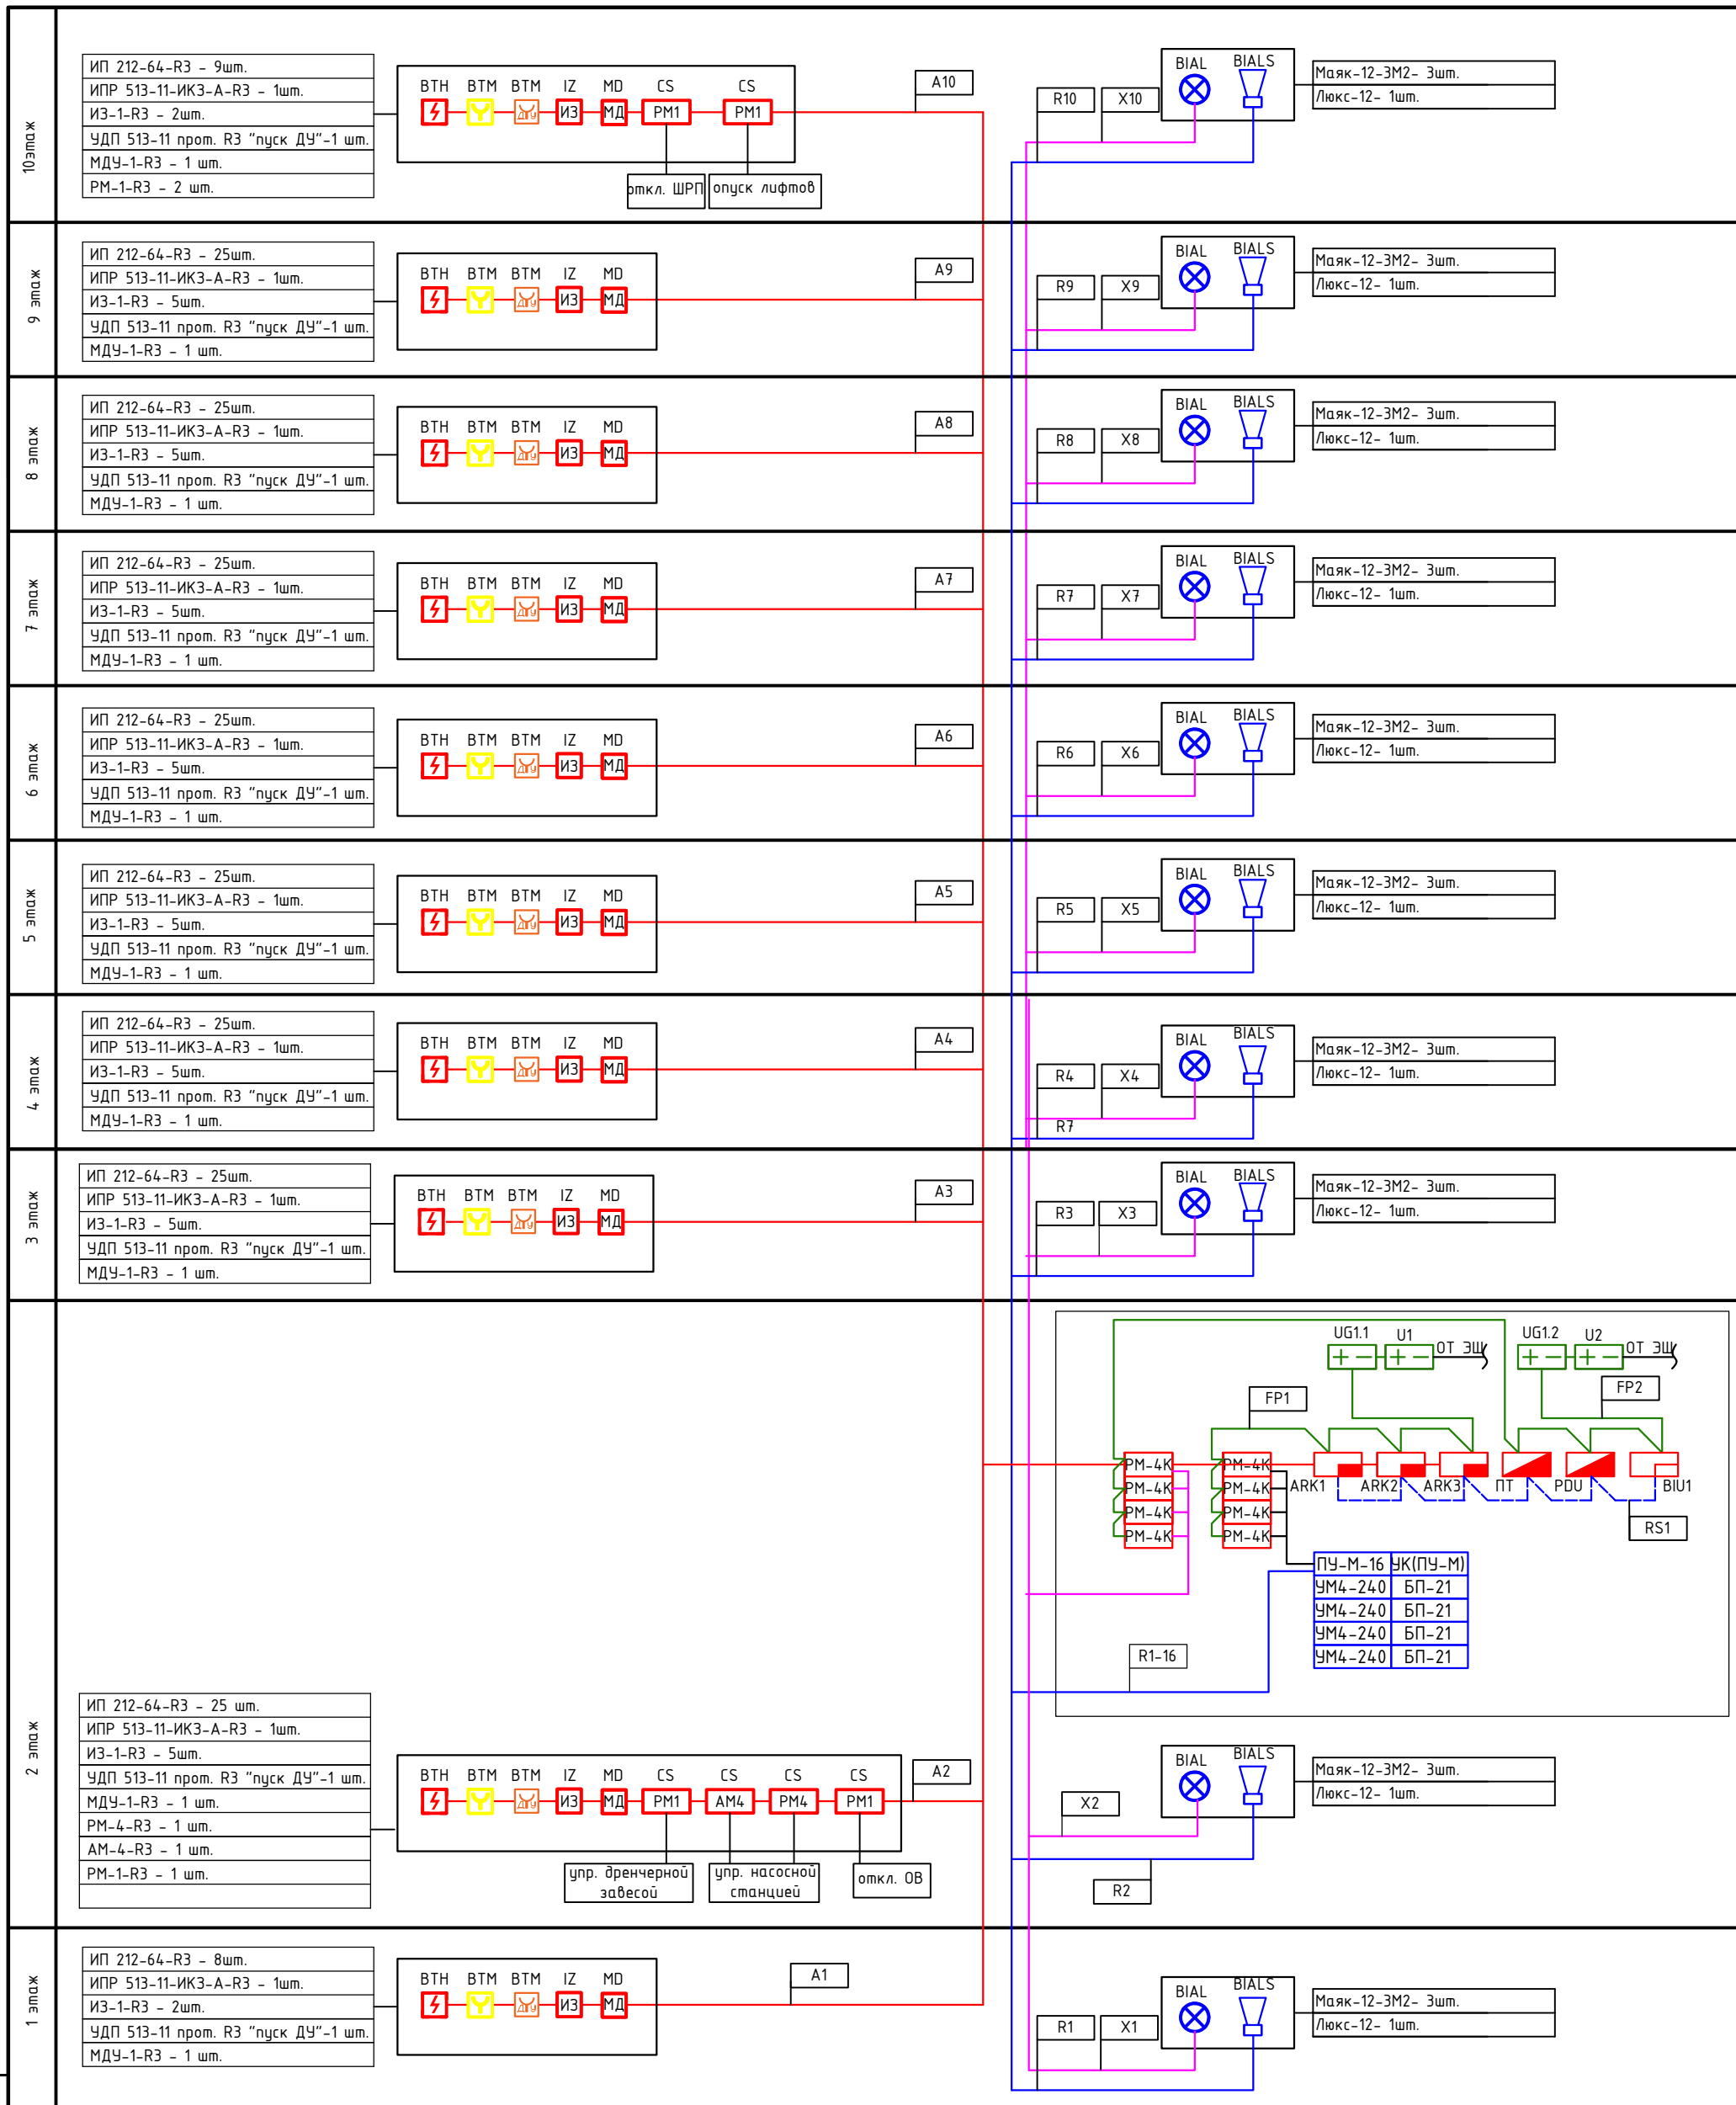 10этаж
ИП 212-64-R3 - 9шт.
ИПР 513-11-ИКЗ-А-R3 - 1шт.
ИЗ-1-R3 - 2шт.
УДП 513-11 прот. R3 "пуск ДУ"-1 шт.
МДУ-1-R3 - 1 шт.
РМ-1-R3 - 2 шт.
BTH BTM BTM IZ MD CS CS
ДПУ ИЗ МД РМ1 РМ1
откл. ШРП опуск лифтов
A10
R10 X10
BIAL BIALS
Маяк-12-3М2- 3шт.
Люкс-12- 1шт.
9 этаж
ИП 212-64-R3 - 25шт.
ИПР 513-11-ИКЗ-А-R3 - 1шт.
ИЗ-1-R3 - 5шт.
УДП 513-11 прот. R3 "пуск ДУ"-1 шт.
МДУ-1-R3 - 1 шт.
BTH BTM BTM IZ MD
ДПУ ИЗ МД
A9
R9 X9
BIAL BIALS
Маяк-12-3М2- 3шт.
Люкс-12- 1шт.
8 этаж
ИП 212-64-R3 - 25шт.
ИПР 513-11-ИКЗ-А-R3 - 1шт.
ИЗ-1-R3 - 5шт.
УДП 513-11 прот. R3 "пуск ДУ"-1 шт.
МДУ-1-R3 - 1 шт.
BTH BTM BTM IZ MD
ДПУ ИЗ МД
A8
R8 X8
BIAL BIALS
Маяк-12-3М2- 3шт.
Люкс-12- 1шт.
7 этаж
ИП 212-64-R3 - 25шт.
ИПР 513-11-ИКЗ-А-R3 - 1шт.
ИЗ-1-R3 - 5шт.
УДП 513-11 прот. R3 "пуск ДУ"-1 шт.
МДУ-1-R3 - 1 шт.
BTH BTM BTM IZ MD
ДПУ ИЗ МД
A7
R7 X7
BIAL BIALS
Маяк-12-3М2- 3шт.
Люкс-12- 1шт.
6 этаж
ИП 212-64-R3 - 25шт.
ИПР 513-11-ИКЗ-А-R3 - 1шт.
ИЗ-1-R3 - 5шт.
УДП 513-11 прот. R3 "пуск ДУ"-1 шт.
МДУ-1-R3 - 1 шт.
BTH BTM BTM IZ MD
ДПУ ИЗ МД
A6
R6 X6
BIAL BIALS
Маяк-12-3М2- 3шт.
Люкс-12- 1шт.
5 этаж
ИП 212-64-R3 - 25шт.
ИПР 513-11-ИКЗ-А-R3 - 1шт.
ИЗ-1-R3 - 5шт.
УДП 513-11 прот. R3 "пуск ДУ"-1 шт.
МДУ-1-R3 - 1 шт.
BTH BTM BTM IZ MD
ДПУ ИЗ МД
A5
R5 X5
BIAL BIALS
Маяк-12-3М2- 3шт.
Люкс-12- 1шт.
4 этаж
ИП 212-64-R3 - 25шт.
ИПР 513-11-ИКЗ-А-R3 - 1шт.
ИЗ-1-R3 - 5шт.
УДП 513-11 прот. R3 "пуск ДУ"-1 шт.
МДУ-1-R3 - 1 шт.
BTH BTM BTM IZ MD
ДПУ ИЗ МД
A4
R4 X4
R7
BIAL BIALS
Маяк-12-3М2- 3шт.
Люкс-12- 1шт.
3 этаж
ИП 212-64-R3 - 25шт.
ИПР 513-11-ИКЗ-А-R3 - 1шт.
ИЗ-1-R3 - 5шт.
УДП 513-11 прот. R3 "пуск ДУ"-1 шт.
МДУ-1-R3 - 1 шт.
BTH BTM BTM IZ MD
ДПУ ИЗ МД
A3
R3 X3
BIAL BIALS
Маяк-12-3М2- 3шт.
Люкс-12- 1шт.
2 этаж
UG1.1 U1 ОТ ЭЩ UG1.2 U2 ОТ ЭЩ
FP1 FP2
РМ-4К РМ-4К
РМ-4К РМ-4К
РМ-4К РМ-4К
РМ-4К РМ-4К
ARK1 ARK2 ARK3 ПТ PDU BIU1
RS1
ПУ-М-16 УК(ПУ-М)
УМ4-240 БП-21
УМ4-240 БП-21
УМ4-240 БП-21
УМ4-240 БП-21
R1-16
ИП 212-64-R3 - 25 шт.
ИПР 513-11-ИКЗ-А-R3 - 1шт.
ИЗ-1-R3 - 5шт.
УДП 513-11 прот. R3 "пуск ДУ"-1 шт.
МДУ-1-R3 - 1 шт.
РМ-4-R3 - 1 шт.
АМ-4-R3 - 1 шт.
РМ-1-R3 - 1 шт.
BTH BTM BTM IZ MD CS CS CS CS
ДПУ ИЗ МД РМ1 АМ4 РМ4 РМ1
упр. дренчерной завесой
упр. насосной станцией
откл. ОВ
A2
X2
R2
BIAL BIALS
Маяк-12-3М2- 3шт.
Люкс-12- 1шт.
1 этаж
ИП 212-64-R3 - 8шт.
ИПР 513-11-ИКЗ-А-R3 - 1шт.
ИЗ-1-R3 - 2шт.
УДП 513-11 прот. R3 "пуск ДУ"-1 шт.
МДУ-1-R3 - 1 шт.
BTH BTM BTM IZ MD
ДПУ ИЗ МД
A1
R1 X1
BIAL BIALS
Маяк-12-3М2- 3шт.
Люкс-12- 1шт.